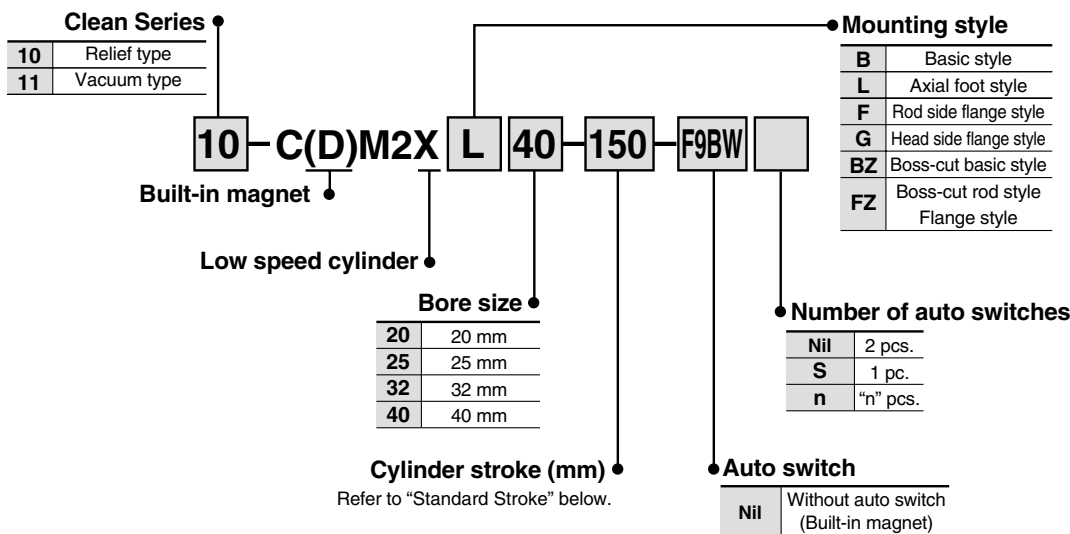 Clean Series
10 Relief type
11 Vacuum type
Mounting style
B Basic style
L Axial foot style
F Rod side flange style
G Head side flange style
BZ Boss-cut basic style
FZ Boss-cut rod style
Flange style
10-C(D)M2X L 40-150-F9BW
Built-in magnet
Low speed cylinder
Bore size
20 20 mm
25 25 mm
32 32 mm
40 40 mm
Number of auto switches
Nil 2 pcs.
S 1 pc.
n “n” pcs.
Cylinder stroke (mm)
Refer to “Standard Stroke” below.
Auto switch
Nil Without auto switch
(Built-in magnet)